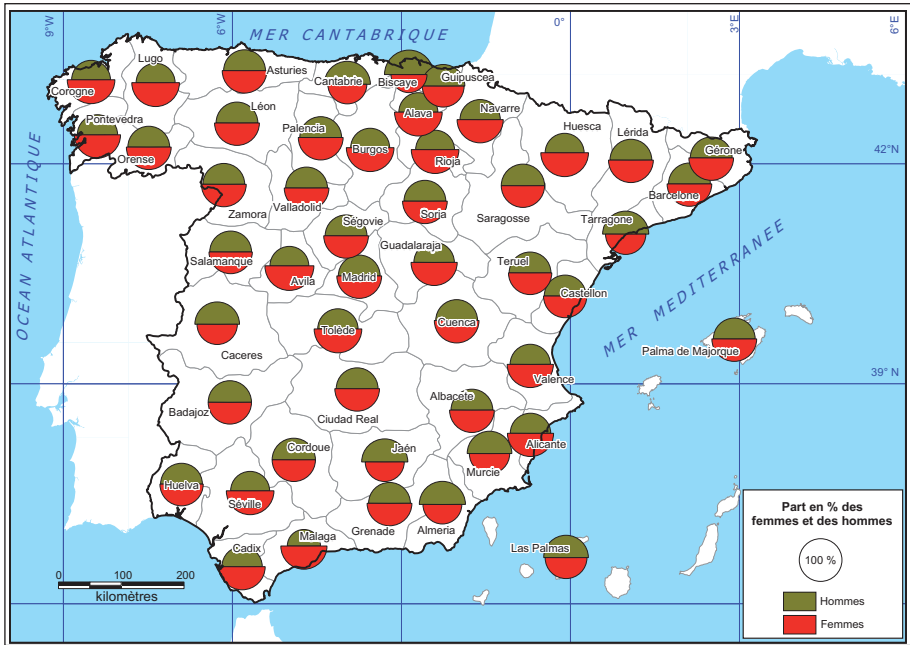 9°W
6°W
0°
3°E
6°E
MER CANTABRIQUE
Lugo
Asturies
Corogne
Cantabrie
Biscaye
Guipuscea
Pontevedra
Léon
Palencia
Alava
Navarre
Huesca
Lérida
Orense
Burgos
Rioja
Gérone
42°N
Zamora
Valladolid
Soria
Saragosse
Barcelone
Ségovie
Tarragone
Salamanque
Guadalaraja
Teruel
Avila
Madrid
Castellon
OCEAN ATLANTIQUE
MER MEDITERRANEE
Caceres
Tolède
Cuenca
Palma de Majorque
Valence
39° N
Badajoz
Ciudad Real
Albacete
Cordoue
Jaén
Alicante
Murcie
Huelva
Séville
Grenade
Almeria
Cadix
Màlaga
Las Palmas
0 100 200
kilomètres
Part en % des
femmes et des hommes
100 %
Hommes
Femmes